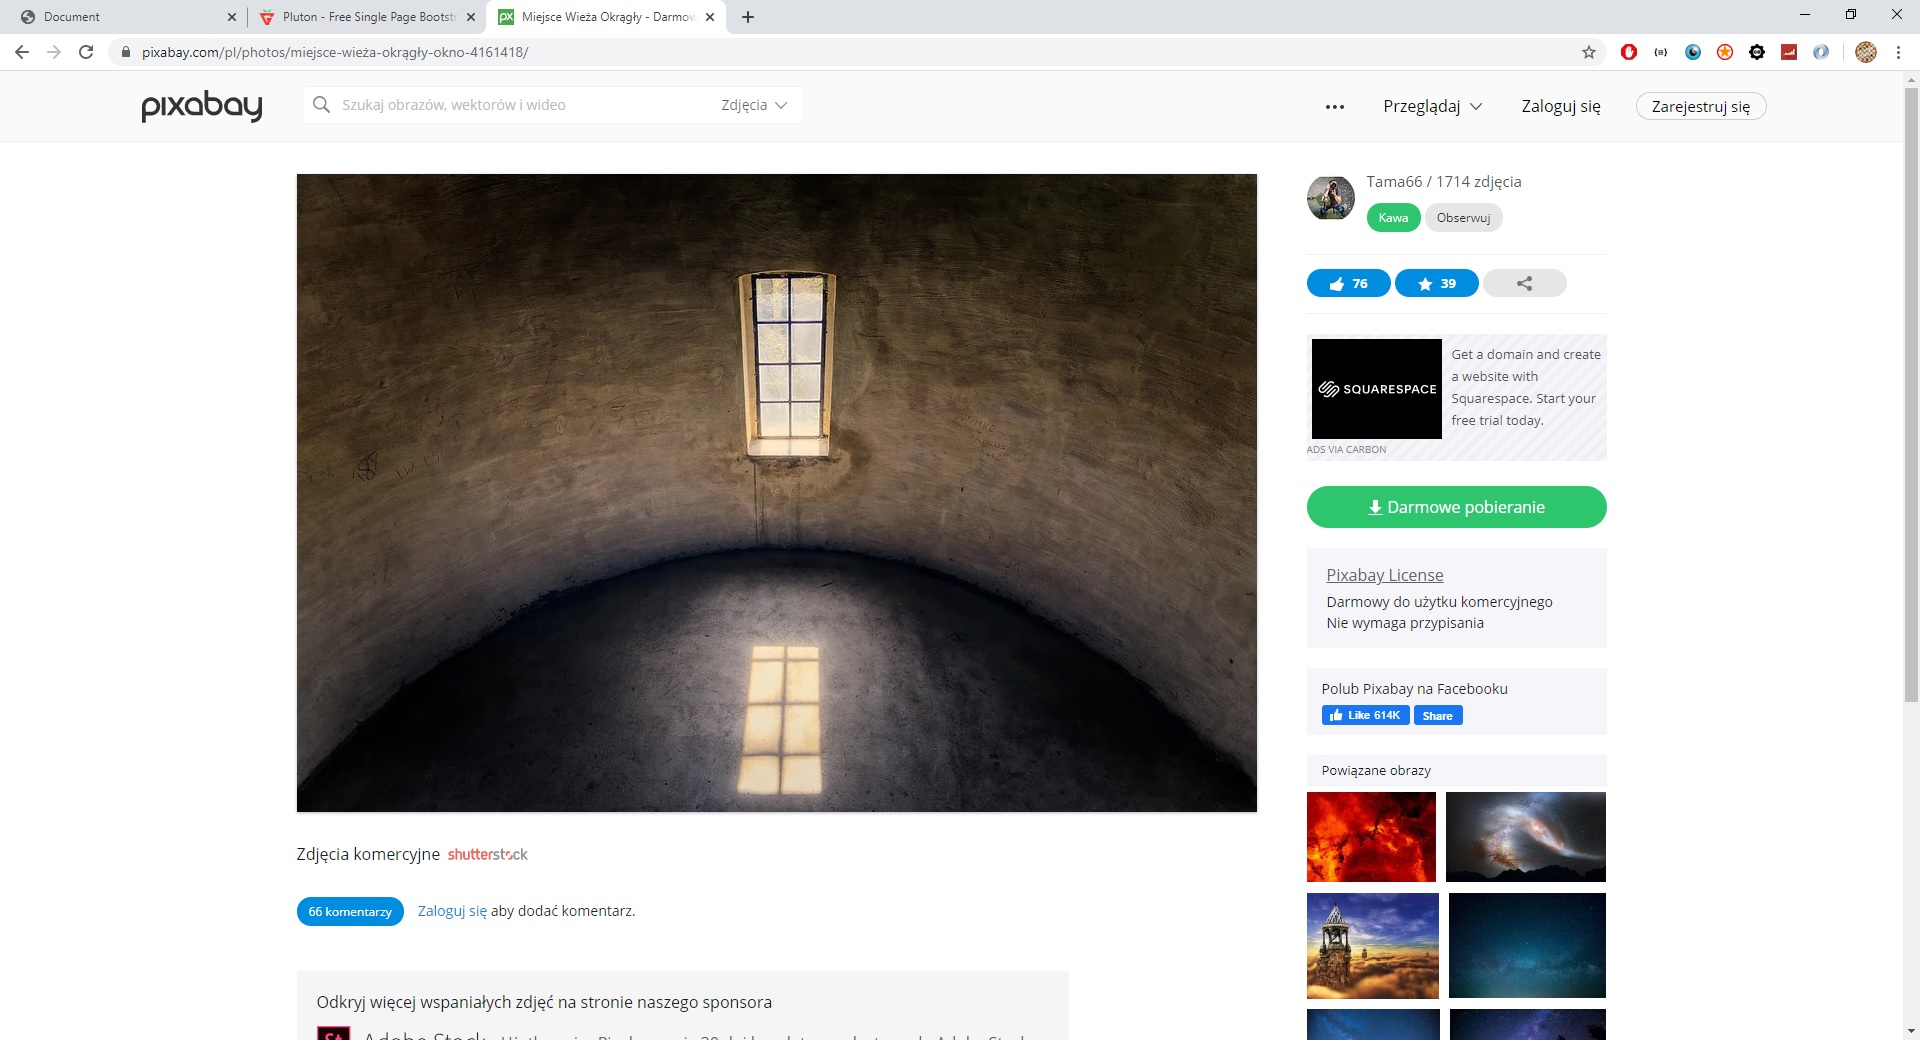 Document
Pluton - Free Single Page Bootstr
Miejsce Wieża Okrągły - Darmow
pixabay.com/pl/photos/miejsce-wieża-okrągły-okno-4161418/
pixabay
Szukaj obrazów, wektorów i wideo
Zdjęcia
Przeglądaj
Zaloguj się
Zarejestruj się
Tama66 / 1714 zdjęcia
Kawa
Obserwuj
76
39
SQUARESPACE
Get a domain and create
a website with
Squarespace. Start your
free trial today.
ADS VIA CARBON
Darmowe pobieranie
Pixabay License
Darmowy do użytku komercyjnego
Nie wymaga przypisania
Polub Pixabay na Facebooku
Like 614K
Share
Powiązane obrazy
Zdjęcia komercyjne shutterstock
66 komentarzy
Zaloguj się aby dodać komentarz.
Odkryj więcej wspaniałych zdjęć na stronie naszego sponsora
St Adobe Stock